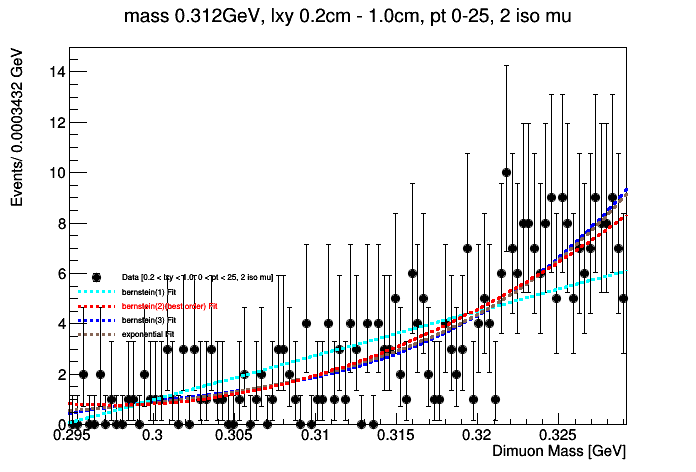 mass 0.312GeV, lxy 0.2cm - 1.0cm, pt 0-25, 2 iso mu
Events/ 0.0003432 GeV
14
12
10
8
6
4
2
0
Data [0.2 < lxy < 1.0, 0 < pt < 25, 2 iso mu]
bernstein(1) Fit
bernstein(2)(best order) Fit
bernstein(3) Fit
exponential Fit
0.295 0.3 0.305 0.31 0.315 0.32 0.325
Dimuon Mass [GeV]